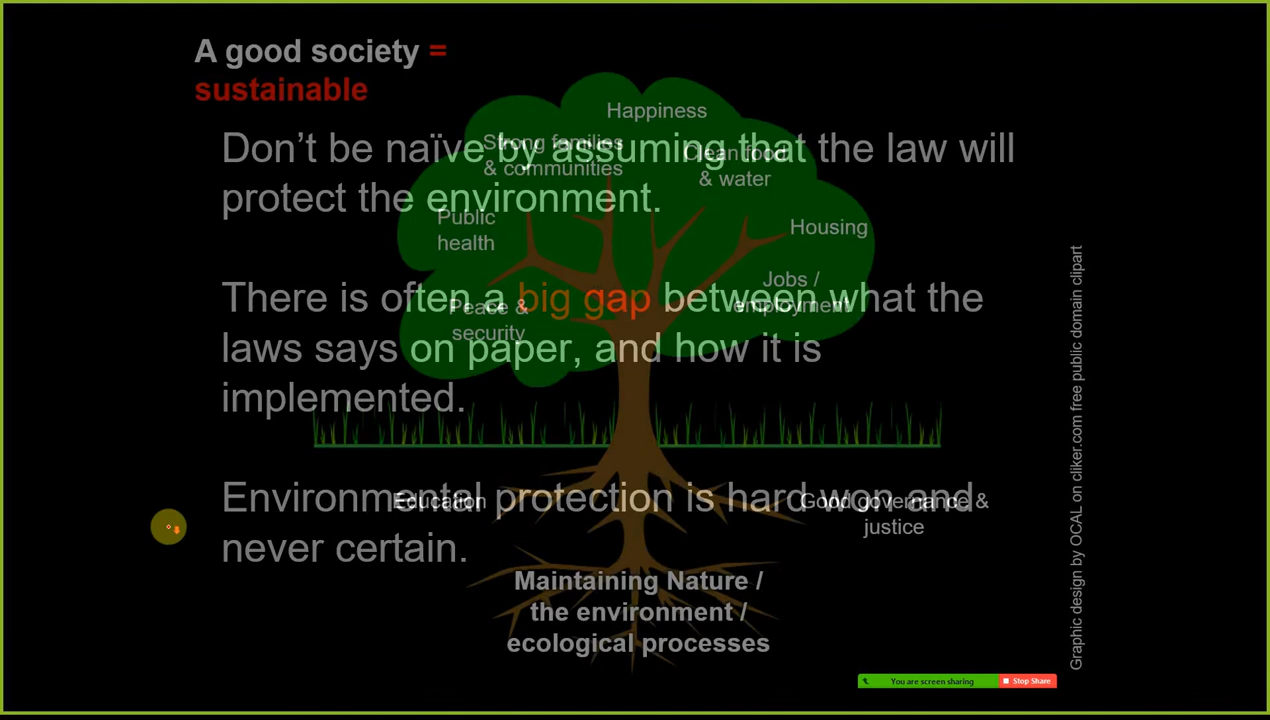 A good society =
sustainable
Happiness
Strong families
& communities
Clean food
& water
Public
health
Housing
Jobs /
employment
Peace &
security
Don't be naïve by assuming that the law will
protect the environment.
There is often a big gap between what the
laws says on paper, and how it is
implemented.
Environmental protection is hard won and
never certain.
Education
Good governance &
justice
Maintaining Nature /
the environment /
ecological processes
Graphic design by OCAL on cliker.com free public domain clipart
You are screen sharing
Stop Share